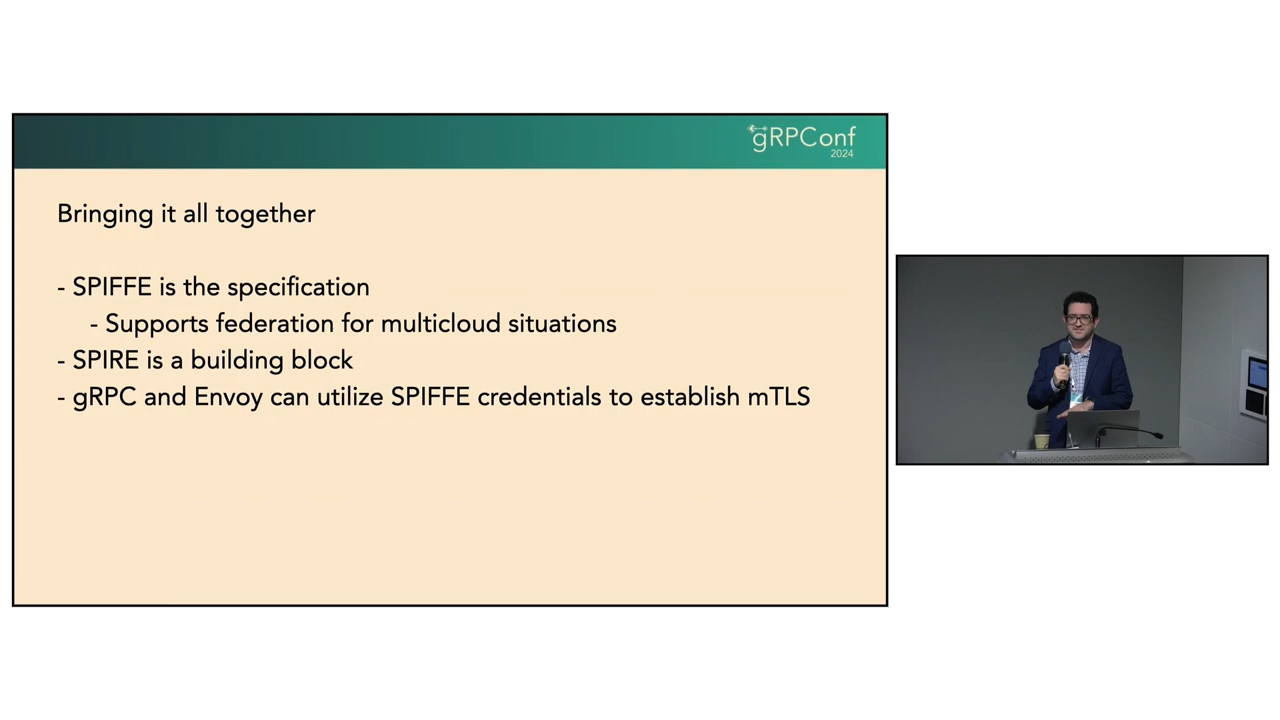 gRPConf
2024
Bringing it all together
- SPIFFE is the specification
- Supports federation for multicloud situations
- SPIRE is a building block
- gRPC and Envoy can utilize SPIFFE credentials to establish mTLS